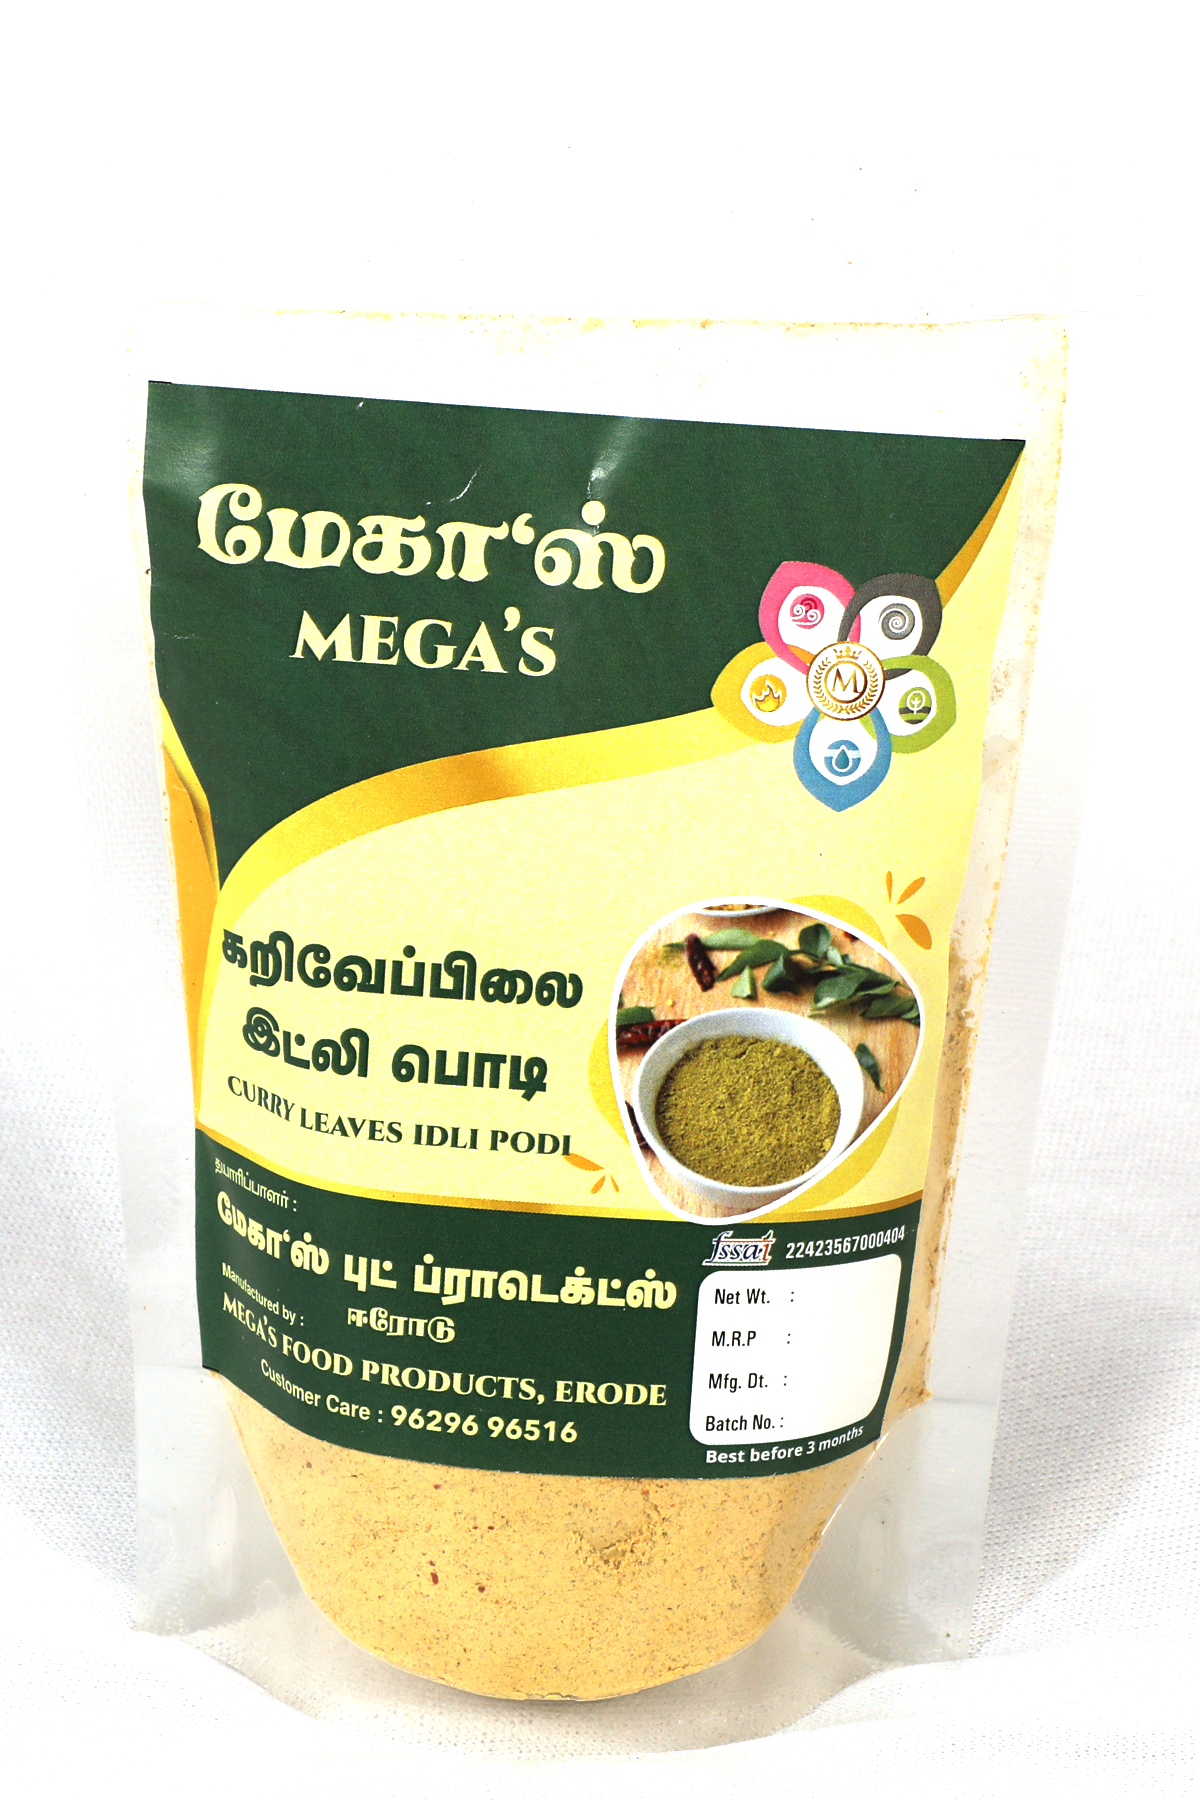 மேகா‘ஸ்
MEGA'S
M
கறிவேப்பிலை
இட்லி பொடி
CURRY LEAVES IDLI PODI
தயாரிப்பாளர் :
மேகா‘ஸ் புட் ப்ராடெக்ட்ஸ்
ஈரோடு
Manufactured by :
MEGA'S FOOD PRODUCTS, ERODE
Customer Care : 96296 96516
fssai 22423567000404
Net Wt. :
M.R.P :
Mfg. Dt. :
Batch No. :
Best before 3 months